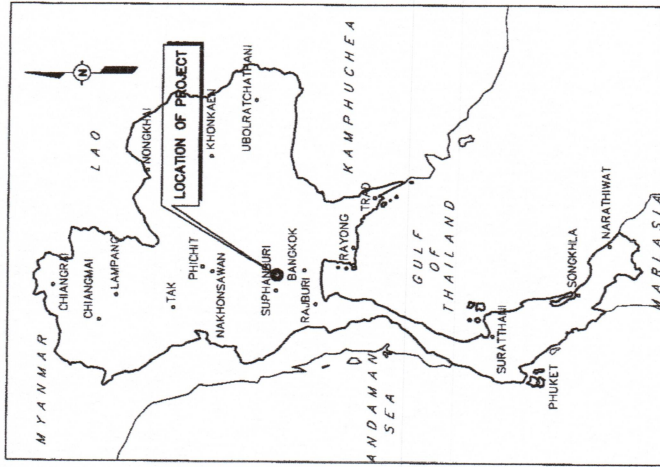 MYANMAR
CHIANGRAI
CHIANGMAI
LAMPANG
LAO
N
NONGKHAI
LOCATION OF PROJECT
TAK
PHICHIT
NAKHONSAWAN
KHONKAEN
UBOLRATCHATHANI
SUPHANBURI
BANGKOK
RAJBURI
KAMPHUCHEA
RAYONG
TRAD
ANDAMAN
SEA
GULF
OF
THAILAND
SURATTHANI
PHUKET
SONGKHLA
NARATHIWAT
MARLASIA